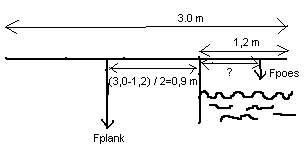 3.0 m
1,2 m
?
Fpoes
(3,0-1,2) / 2=0,9 m
Fplank